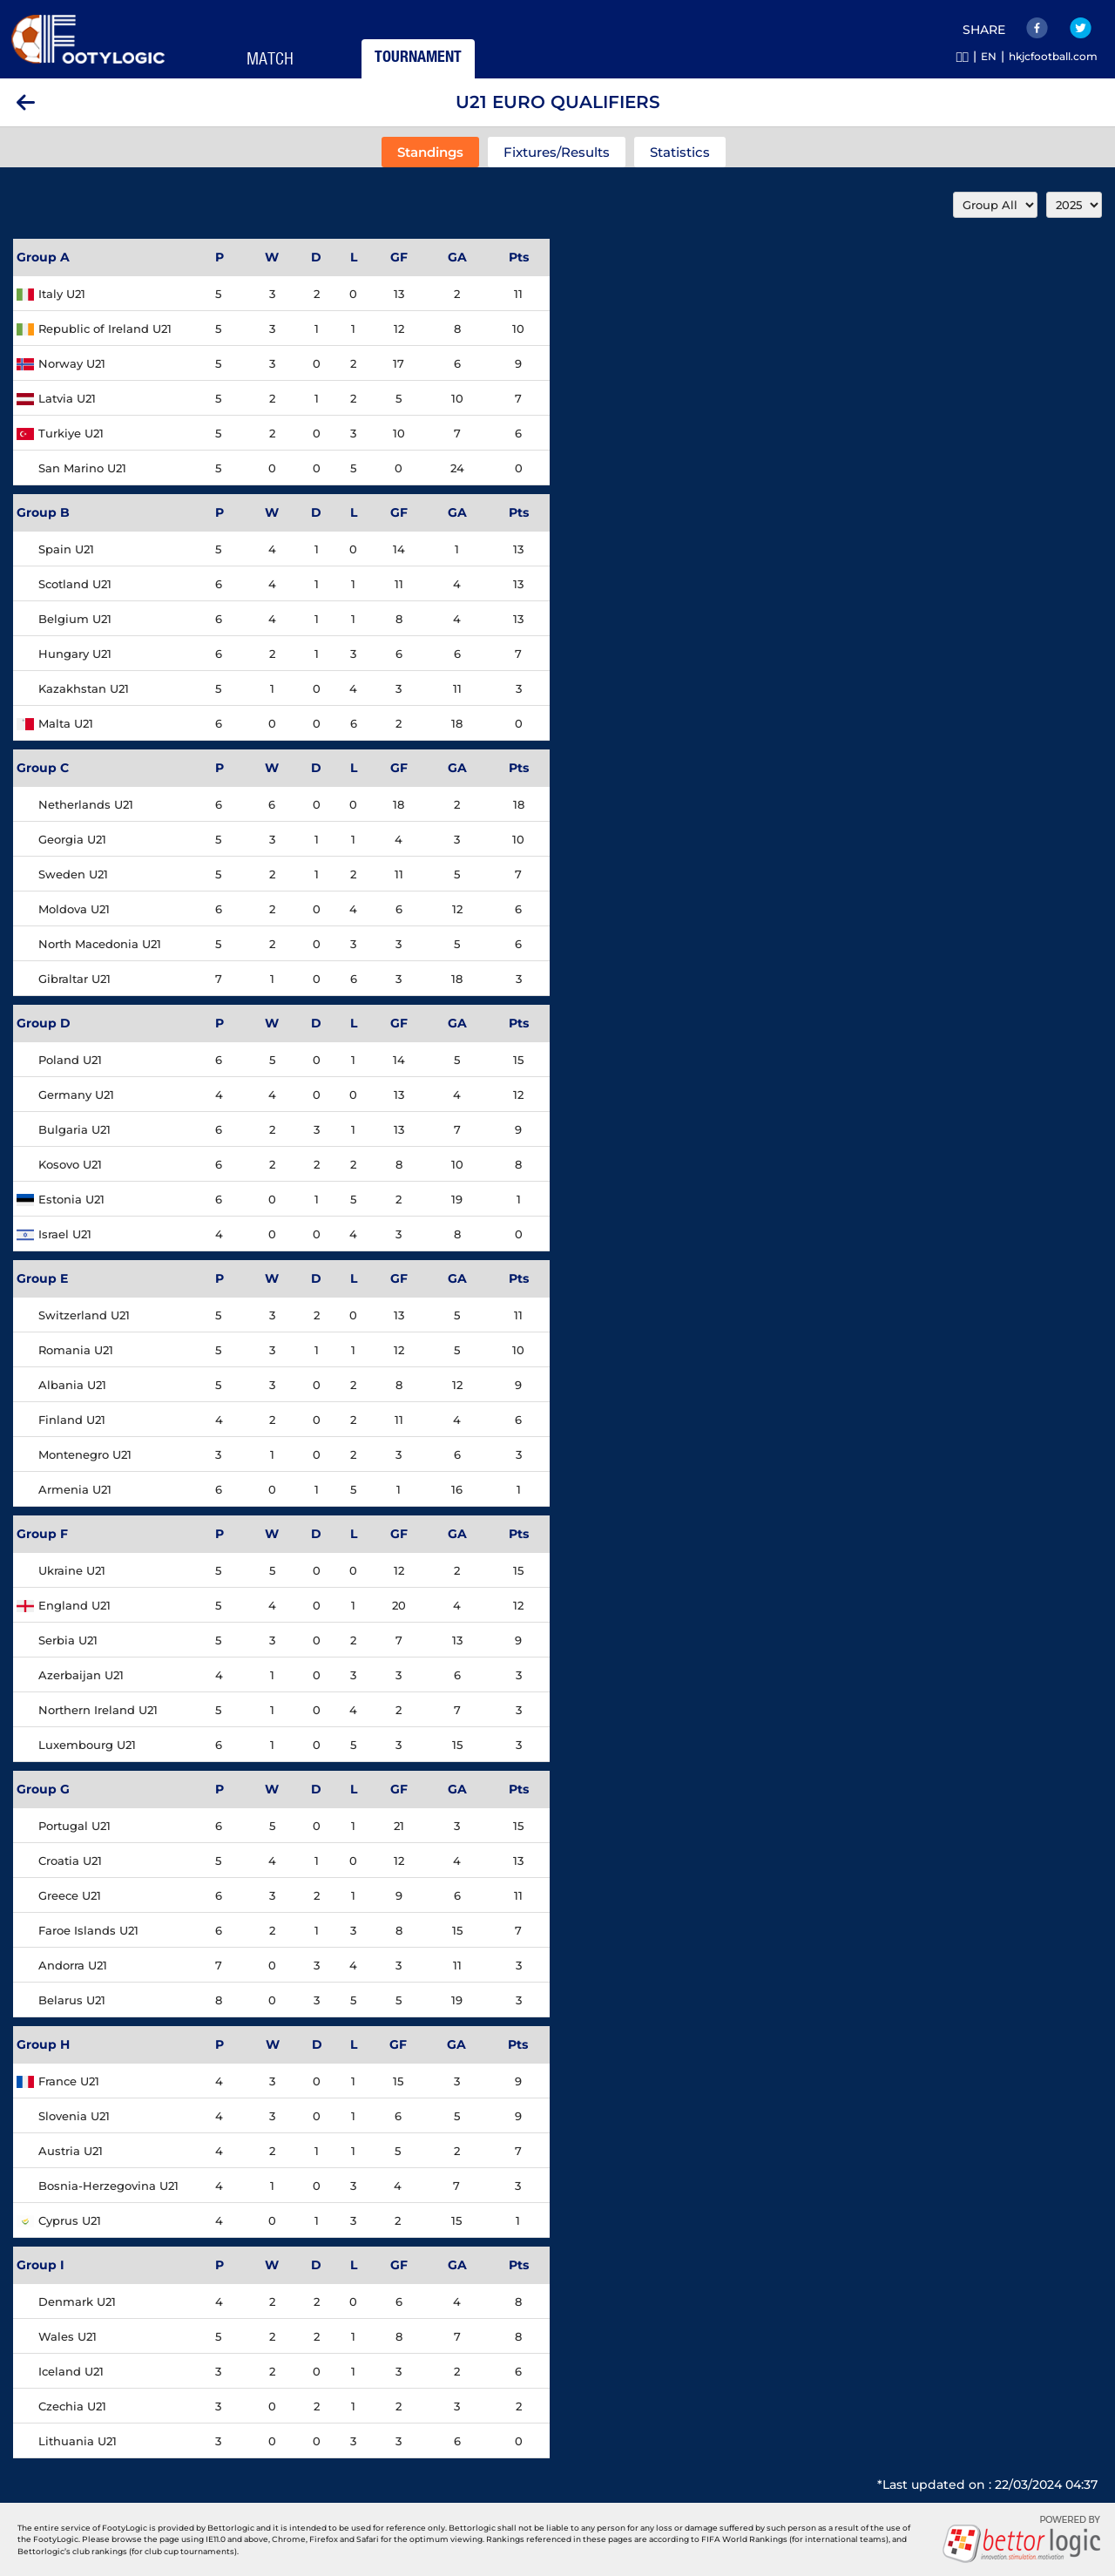 FOOTYLOGIC
MATCH
TOURNAMENT
SHARE
EN | hkjcfootball.com
U21 EURO QUALIFIERS
Standings Fixtures/Results Statistics
Group All 2025
Group A P W D L GF GA Pts
Italy U21 5 3 2 0 13 2 11
Republic of Ireland U21 5 3 1 1 12 8 10
Norway U21 5 3 0 2 17 6 9
Latvia U21 5 2 1 2 5 10 7
Turkiye U21 5 2 0 3 10 7 6
San Marino U21 5 0 0 5 0 24 0
Group B P W D L GF GA Pts
Spain U21 5 4 1 0 14 1 13
Scotland U21 6 4 1 1 11 4 13
Belgium U21 6 4 1 1 8 4 13
Hungary U21 6 2 1 3 6 6 7
Kazakhstan U21 5 1 0 4 3 11 3
Malta U21 6 0 0 6 2 18 0
Group C P W D L GF GA Pts
Netherlands U21 6 6 0 0 18 2 18
Georgia U21 5 3 1 1 4 3 10
Sweden U21 5 2 1 2 11 5 7
Moldova U21 6 2 0 4 6 12 6
North Macedonia U21 5 2 0 3 3 5 6
Gibraltar U21 7 1 0 6 3 18 3
Group D P W D L GF GA Pts
Poland U21 6 5 0 1 14 5 15
Germany U21 4 4 0 0 13 4 12
Bulgaria U21 6 2 3 1 13 7 9
Kosovo U21 6 2 2 2 8 10 8
Estonia U21 6 0 1 5 2 19 1
Israel U21 4 0 0 4 3 8 0
Group E P W D L GF GA Pts
Switzerland U21 5 3 2 0 13 5 11
Romania U21 5 3 1 1 12 5 10
Albania U21 5 3 0 2 8 12 9
Finland U21 4 2 0 2 11 4 6
Montenegro U21 3 1 0 2 3 6 3
Armenia U21 6 0 1 5 1 16 1
Group F P W D L GF GA Pts
Ukraine U21 5 5 0 0 12 2 15
England U21 5 4 0 1 20 4 12
Serbia U21 5 3 0 2 7 13 9
Azerbaijan U21 4 1 0 3 3 6 3
Northern Ireland U21 5 1 0 4 2 7 3
Luxembourg U21 6 1 0 5 3 15 3
Group G P W D L GF GA Pts
Portugal U21 6 5 0 1 21 3 15
Croatia U21 5 4 1 0 12 4 13
Greece U21 6 3 2 1 9 6 11
Faroe Islands U21 6 2 1 3 8 15 7
Andorra U21 7 0 3 4 3 11 3
Belarus U21 8 0 3 5 5 19 3
Group H P W D L GF GA Pts
France U21 4 3 0 1 15 3 9
Slovenia U21 4 3 0 1 6 5 9
Austria U21 4 2 1 1 5 2 7
Bosnia-Herzegovina U21 4 1 0 3 4 7 3
Cyprus U21 4 0 1 3 2 15 1
Group I P W D L GF GA Pts
Denmark U21 4 2 2 0 6 4 8
Wales U21 5 2 2 1 8 7 8
Iceland U21 3 2 0 1 3 2 6
Czechia U21 3 0 2 1 2 3 2
Lithuania U21 3 0 0 3 3 6 0
*Last updated on : 22/03/2024 04:37
The entire service of FootyLogic is provided by Bettorlogic and it is intended to be used for reference only. Bettorlogic shall not be liable to any person for any loss or damage suffered by such person as a result of the use of
the FootyLogic. Please browse the page using IE11.0 and above, Chrome, Firefox and Safari for the optimum viewing. Rankings referenced in these pages are according to FIFA World Rankings (for international teams), and
Bettorlogic's club rankings (for club cup tournaments).
POWERED BY
bettor logic
innovation. stimulation. motivation